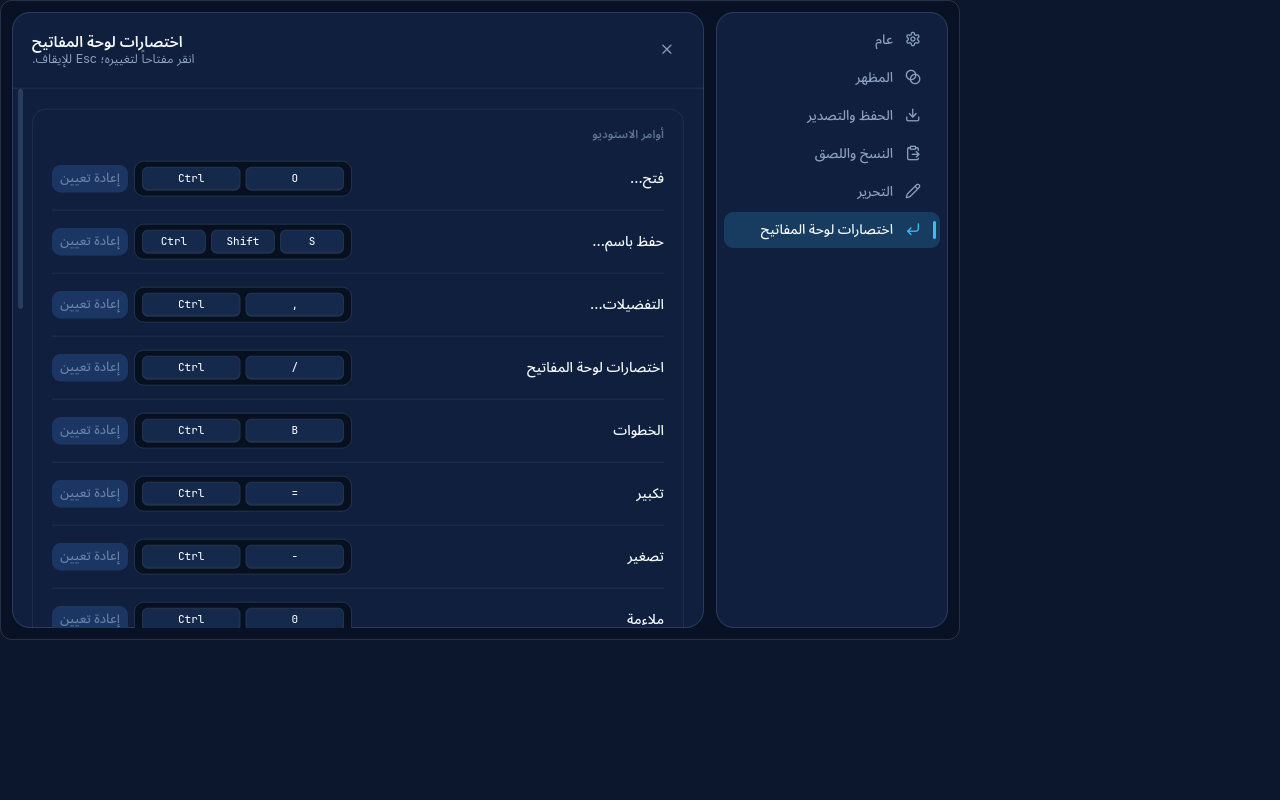 عام
المظهر
الحفظ والتصدير
النسخ واللصق
التحرير
اختصارات لوحة المفاتيح
اختصارات لوحة المفاتيح
انقر مفتاحاً لتغييره؛ Esc للإيقاف.
أوامر الاستوديو
فتح... Ctrl O إعادة تعيين
حفظ باسم... Ctrl Shift S إعادة تعيين
التفضيلات... Ctrl , إعادة تعيين
اختصارات لوحة المفاتيح Ctrl / إعادة تعيين
الخطوات Ctrl B إعادة تعيين
تكبير Ctrl = إعادة تعيين
تصغير Ctrl - إعادة تعيين
ملاءمة Ctrl 0 إعادة تعيين